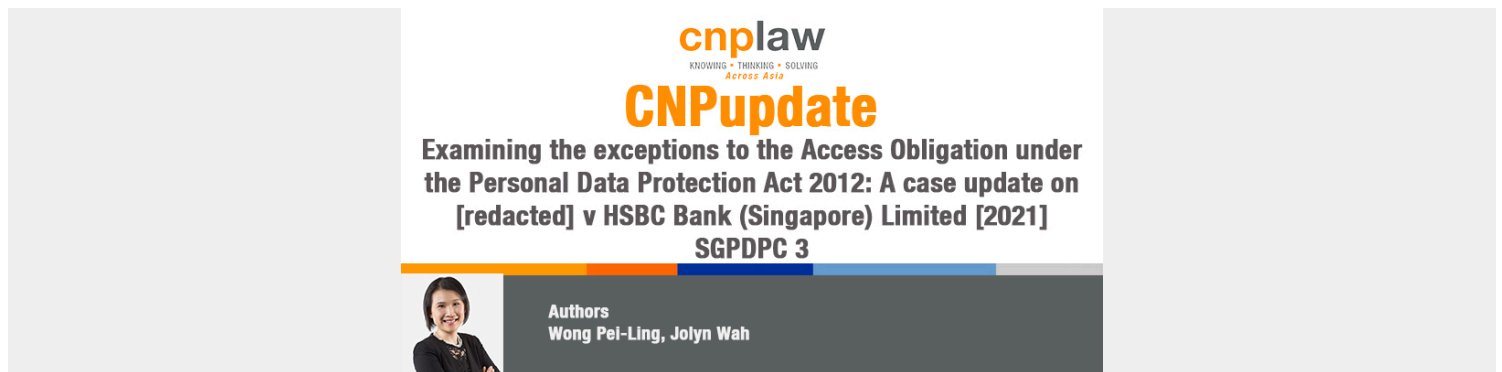 cnplaw
KNOWING • THINKING • SOLVING
Across Asia
CNPupdate
Examining the exceptions to the Access Obligation under
the Personal Data Protection Act 2012: A case update on
[redacted] v HSBC Bank (Singapore) Limited [2021]
SGPDPC 3
Authors
Wong Pei-Ling, Jolyn Wah